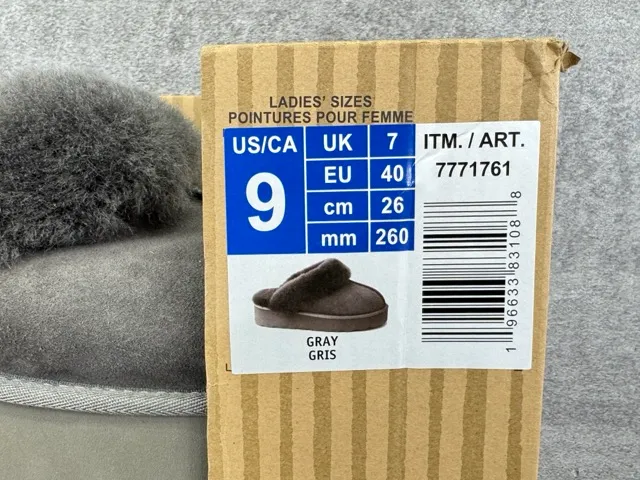 LADIES' SIZES
POINTURES POUR FEMME
US/CA
9
UK 7
EU 40
cm 26
mm 260
ITM. / ART.
7771761
1 96633 83108 8
GRAY
GRIS